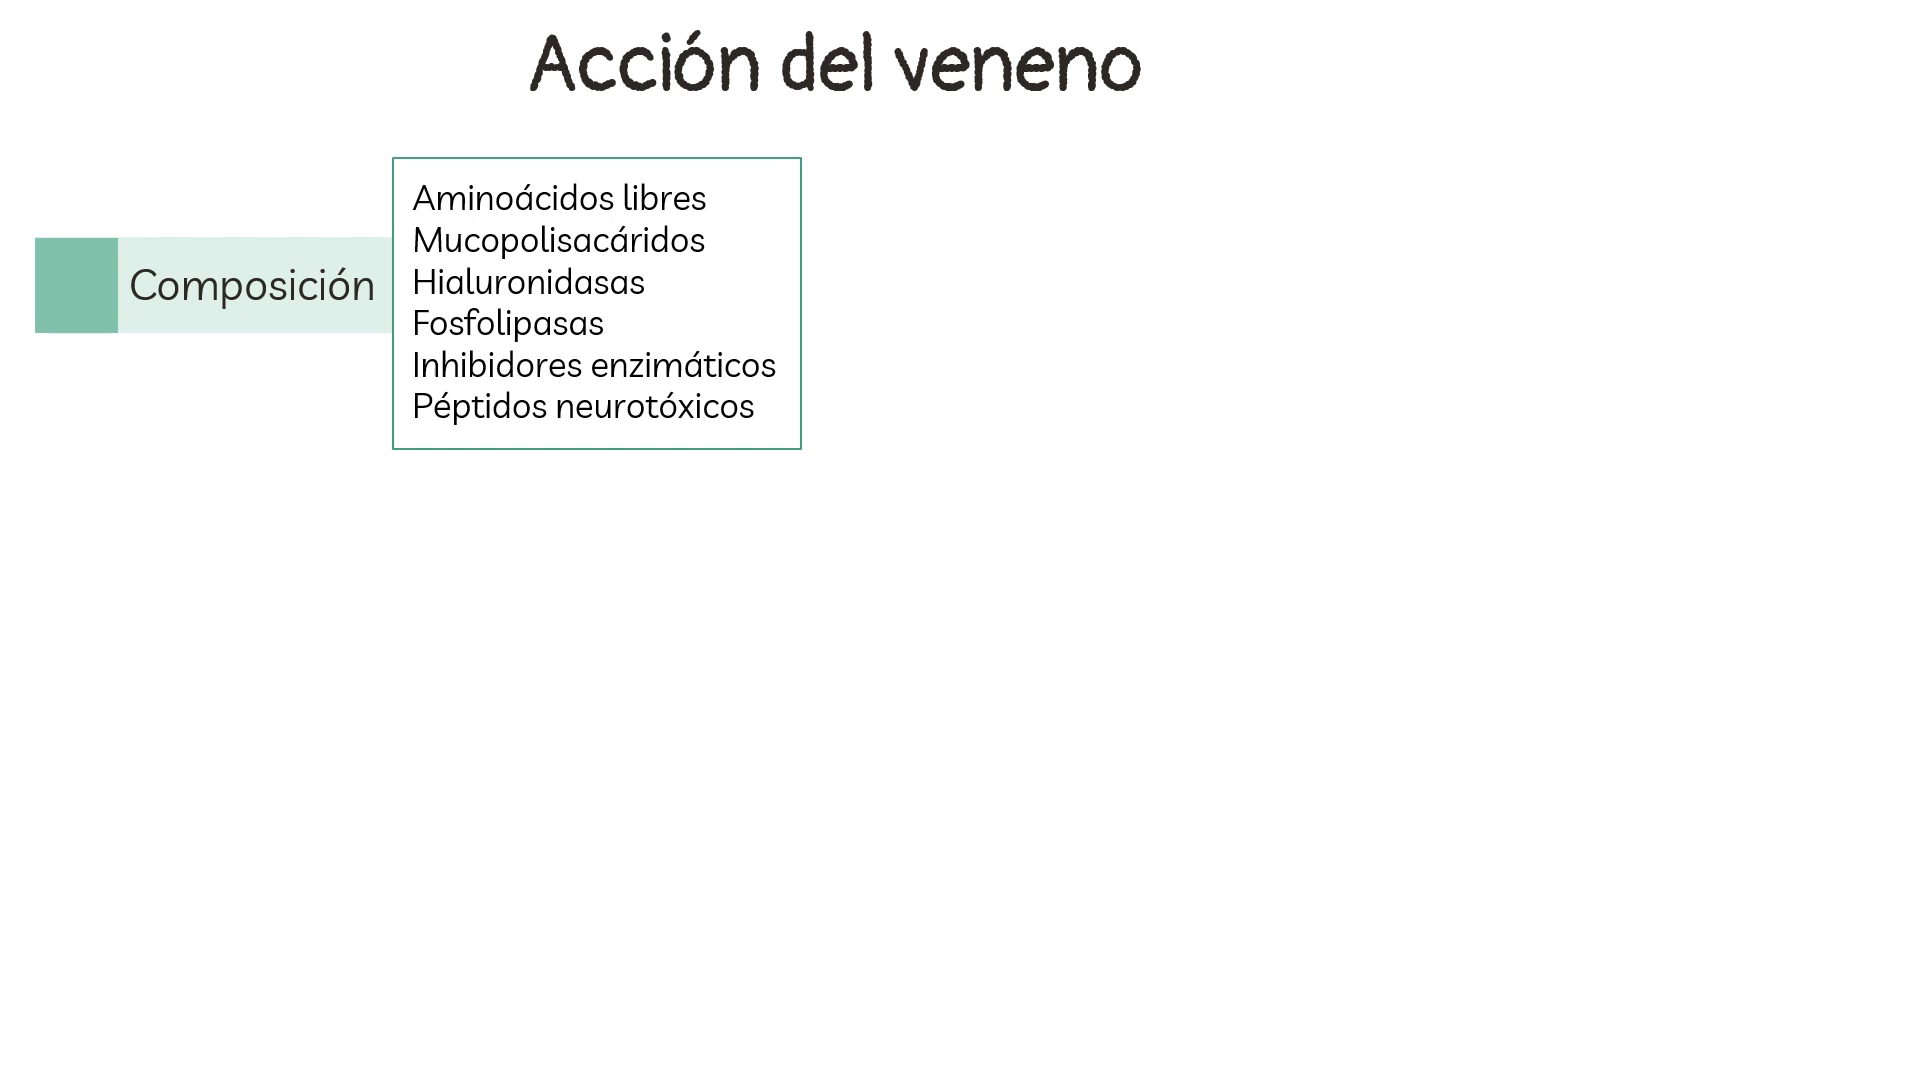 Acción del veneno
Composición
Aminoácidos libres
Mucopolisacáridos
Hialuronidasas
Fosfolipasas
Inhibidores enzimáticos
Péptidos neurotóxicos